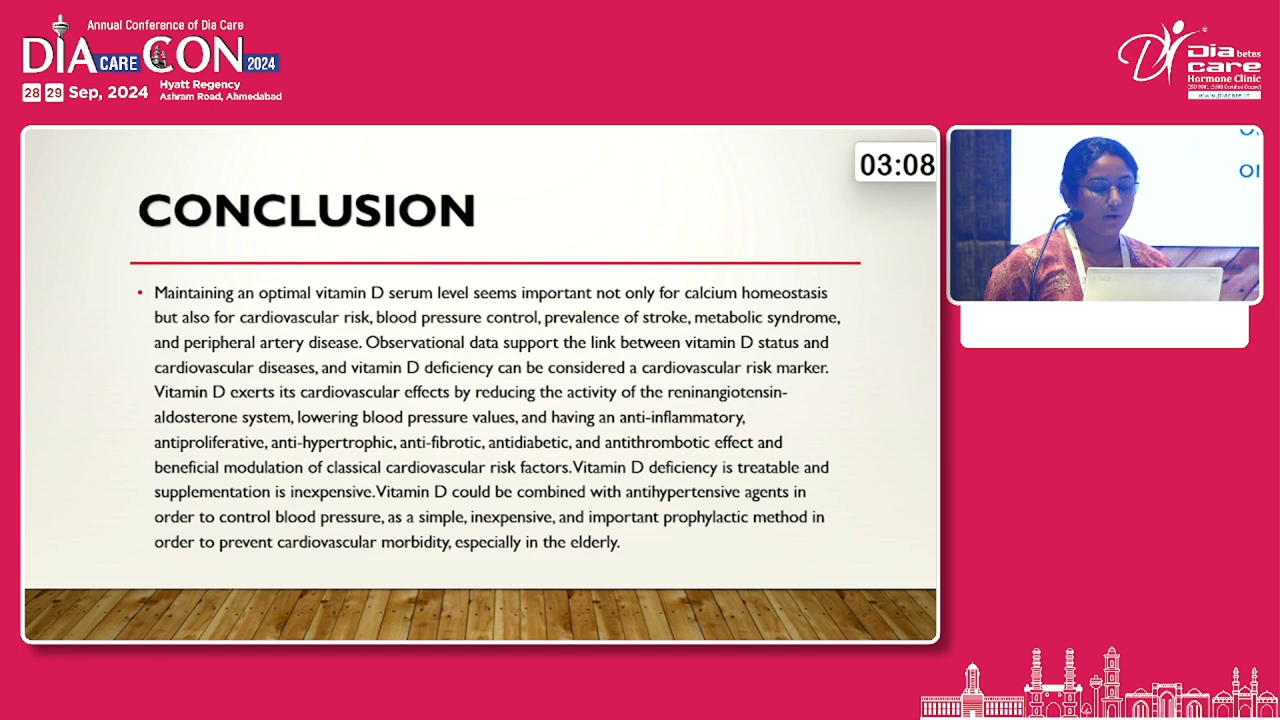 Annual Conference of Dia Care
DIA CARE CON 2024
28 29 Sep, 2024
Hyatt Regency
Ashram Road, Ahmedabad
Diabetes
care
Hormone Clinic
www.diacare.in
03:08
CONCLUSION
• Maintaining an optimal vitamin D serum level seems important not only for calcium homeostasis
but also for cardiovascular risk, blood pressure control, prevalence of stroke, metabolic syndrome,
and peripheral artery disease. Observational data support the link between vitamin D status and
cardiovascular diseases, and vitamin D deficiency can be considered a cardiovascular risk marker.
Vitamin D exerts its cardiovascular effects by reducing the activity of the reninangiotensin-
aldosterone system, lowering blood pressure values, and having an anti-inflammatory,
antiproliferative, anti-hypertrophic, anti-fibrotic, antidiabetic, and antithrombotic effect and
beneficial modulation of classical cardiovascular risk factors. Vitamin D deficiency is treatable and
supplementation is inexpensive. Vitamin D could be combined with antihypertensive agents in
order to control blood pressure, as a simple, inexpensive, and important prophylactic method in
order to prevent cardiovascular morbidity, especially in the elderly.